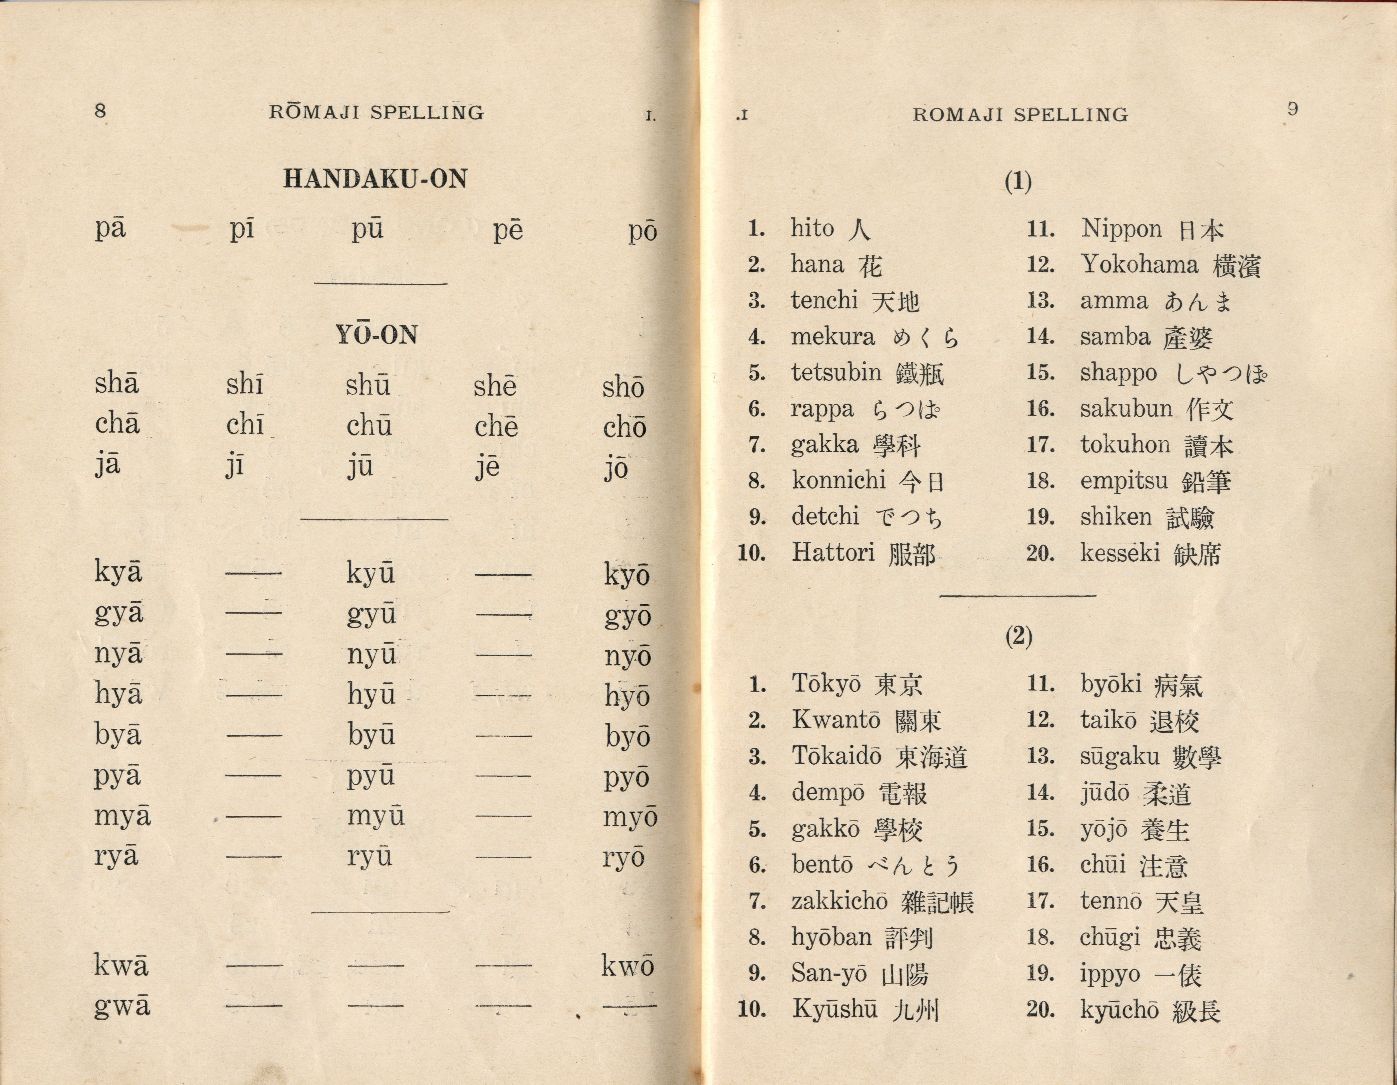 8 RŌMAJI SPELLING I.
HANDAKU-ON
pā pī pū pē pō
YŌ-ON
shā shī shū shē shō
chā chī chū chē chō
jā jī jū jē jō
kyā — kyū — kyō
gyā — gyū — gyō
nyā — nyū — nyō
hyā — hyū — hyō
byā — byū — byō
pyā — pyū — pyō
myā — myū — myō
ryā — ryū — ryō
kwā — — — kwō
gwā — — — —
.I ROMAJI SPELLING 9
(1)
1. hito 人
2. hana 花
3. tenchi 天地
4. mekura めくら
5. tetsubin 鐵瓶
6. rappa らつぱ
7. gakka 學科
8. konnichi 今日
9. detchi でつち
10. Hattori 服部
11. Nippon 日本
12. Yokohama 橫濱
13. amma あんま
14. samba 產婆
15. shappo しやつぽ
16. sakubun 作文
17. tokuhon 讀本
18. empitsu 鉛筆
19. shiken 試驗
20. kesseki 缺席
(2)
1. Tōkyō 東京
2. Kwantō 關東
3. Tōkaidō 東海道
4. dempō 電報
5. gakkō 學校
6. bentō べんとう
7. zakkichō 雜記帳
8. hyōban 評判
9. San-yō 山陽
10. Kyūshū 九州
11. byōki 病氣
12. taikō 退校
13. sūgaku 數學
14. jūdō 柔道
15. yōjō 養生
16. chūi 注意
17. tennō 天皇
18. chūgi 忠義
19. ippyo 一俵
20. kyūchō 級長